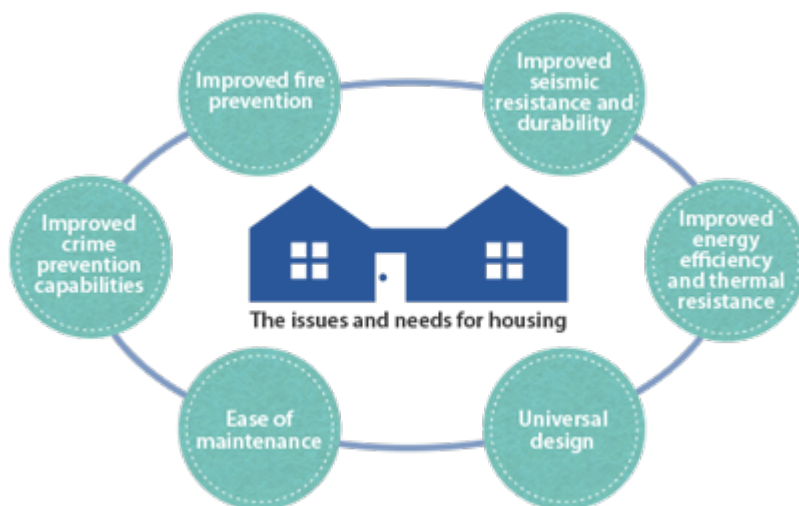 Improved fire
prevention
Improved
seismic
resistance and
durability
Improved
crime
prevention
capabilities
Improved
energy
efficiency
and thermal
resistance
The issues and needs for housing
Ease of
maintenance
Universal
design